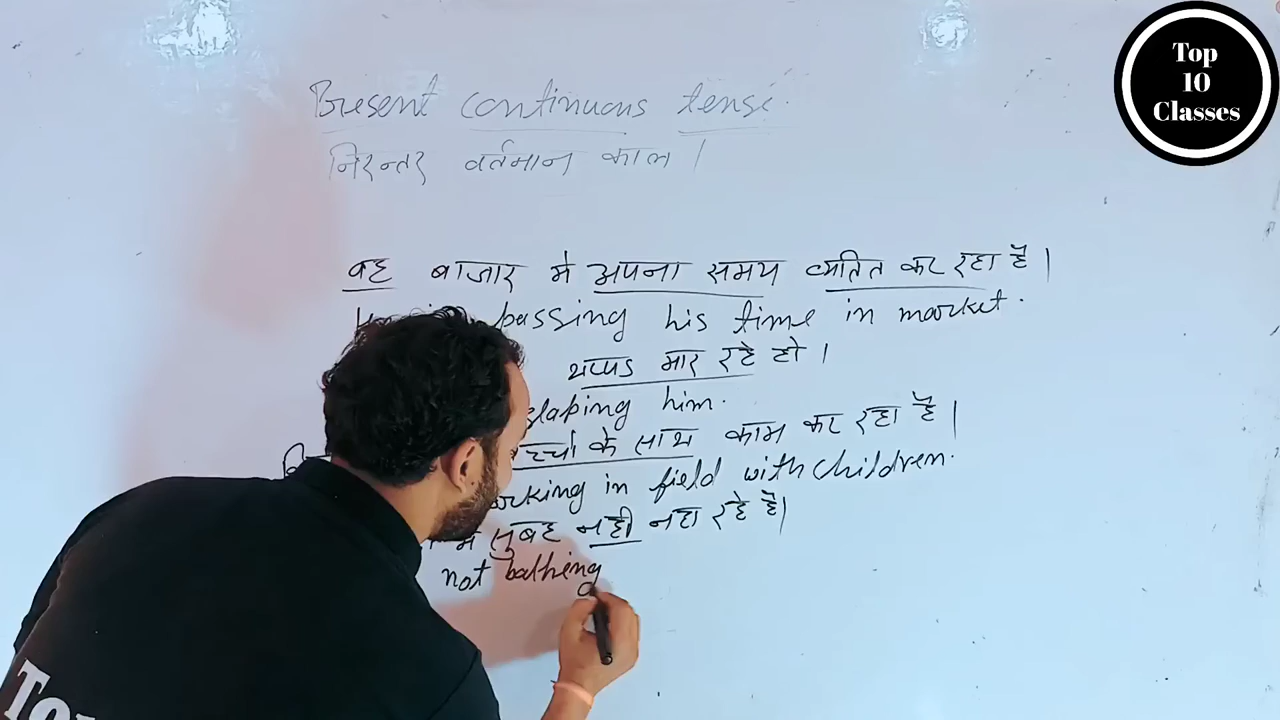 Present continuous tense.
निरन्तर वर्तमान काल।
वह बाजार मे अपना समय व्यतित कर रहा है।
passing his time in market.
थप्पड मार रहे हो।
slaping him.
के साथ काम कर रहा है।
working in field with children.
मे सुबह नही नहा रहे है।
not bathing
Top
10
Classes
To